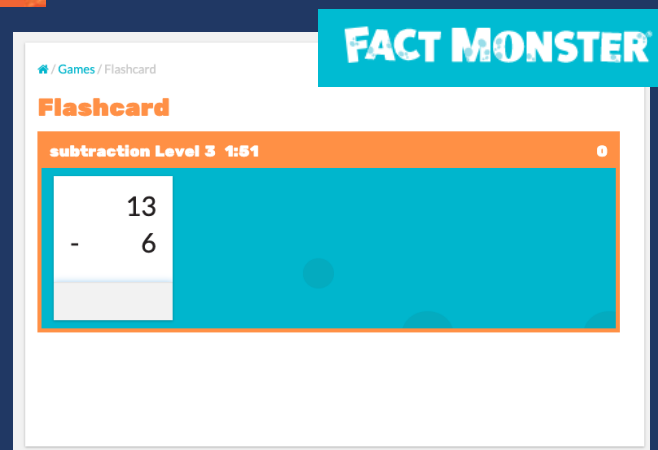 FACT MONSTER®
/ Games / Flashcard
Flashcard
subtraction Level 3 1:51 0
13
- 6